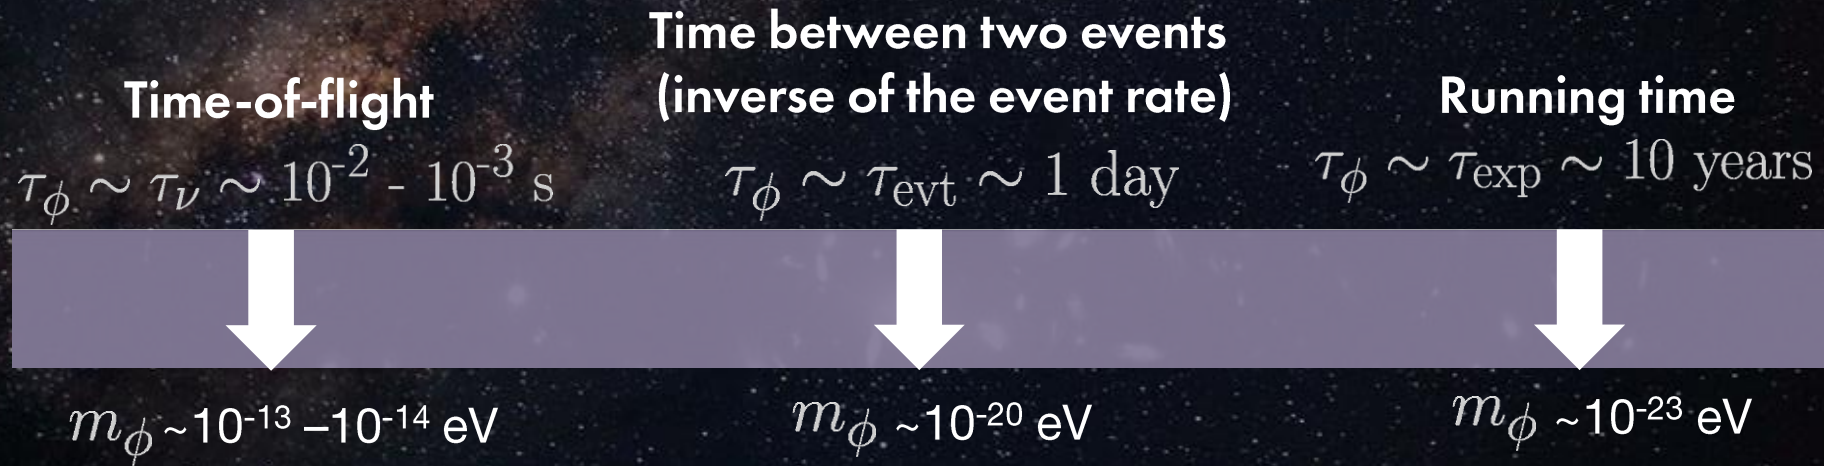 Time-of-flight
τ_ϕ ∼ τ_ν ∼ 10⁻² - 10⁻³ s
Time between two events
(inverse of the event rate)
τ_ϕ ∼ τ_evt ∼ 1 day
Running time
τ_ϕ ∼ τ_exp ∼ 10 years
m_ϕ ~10⁻¹³ –10⁻¹⁴ eV
m_ϕ ~10⁻²⁰ eV
m_ϕ ~10⁻²³ eV